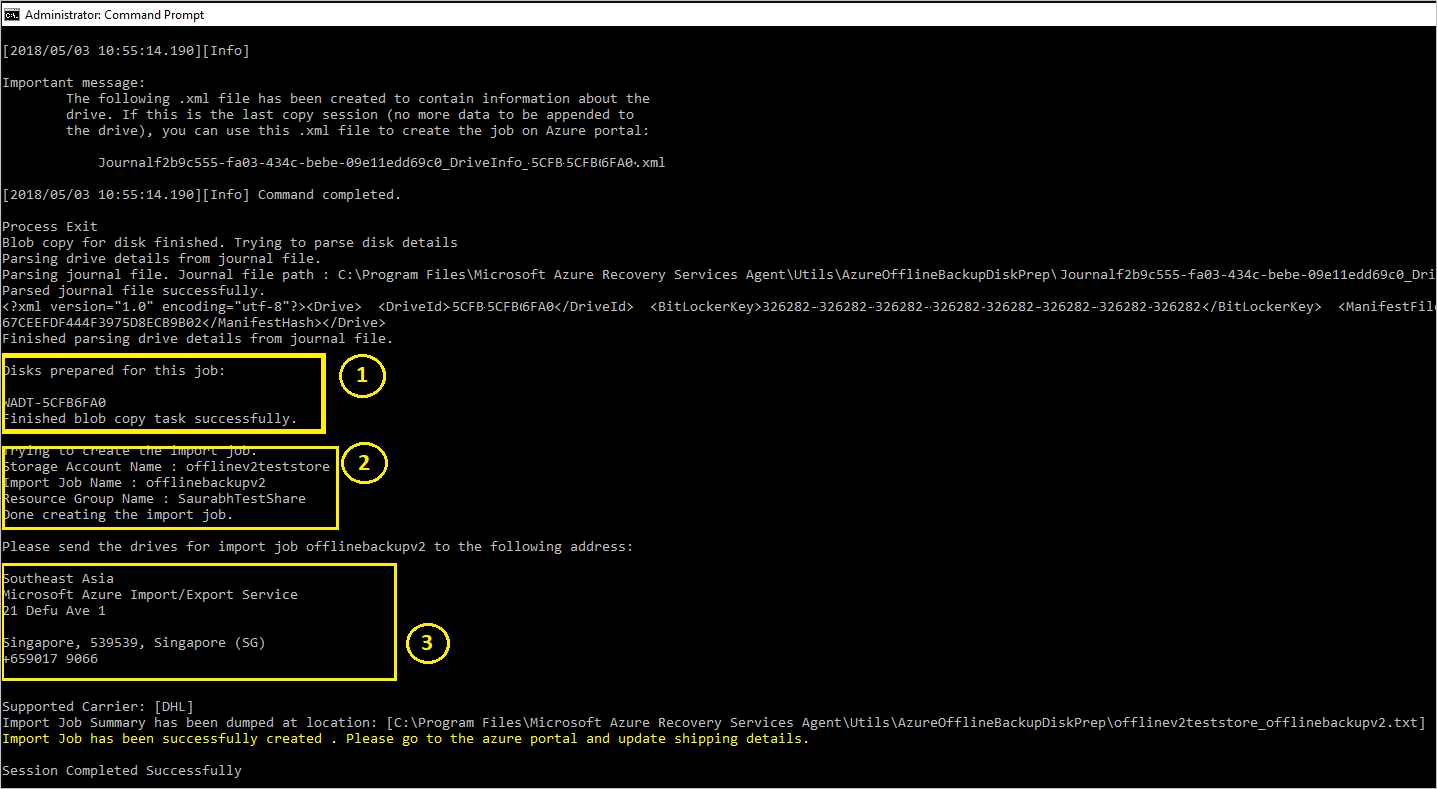 Administrator: Command Prompt
[2018/05/03 10:55:14.190][Info]
Important message:
The following .xml file has been created to contain information about the
drive. If this is the last copy session (no more data to be appended to
the drive), you can use this .xml file to create the job on Azure portal:
Journalf2b9c555-fa03-434c-bebe-09e11edd69c0_DriveInfo_-5CFB-5CFB6FA0.xml
[2018/05/03 10:55:14.190][Info] Command completed.
Process Exit
Blob copy for disk finished. Trying to parse disk details
Parsing drive details from journal file.
Parsing journal file. Journal file path : C:\Program Files\Microsoft Azure Recovery Services Agent\Utils\AzureOfflineBackupDiskPrep\Journalf2b9c555-fa03-434c-bebe-09e11edd69c0_Dri
Parsed journal file successfully.
<?xml version="1.0" encoding="utf-8"?><Drive>  <DriveId>5CFB-5CFB6FA0</DriveId>  <BitLockerKey>326282-326282-326282-326282-326282-326282-326282-326282</BitLockerKey>  <ManifestFile
67CEEFDF444F3975D8ECB9B02</ManifestHash></Drive>
Finished parsing drive details from journal file.
Disks prepared for this job:
1
WADT-5CFB6FA0
Finished blob copy task successfully.
Trying to create the import job.
2
Storage Account Name : offlinev2teststore
Import Job Name : offlinebackupv2
Resource Group Name : SaurabhTestShare
Done creating the import job.
Please send the drives for import job offlinebackupv2 to the following address:
Southeast Asia
Microsoft Azure Import/Export Service
21 Defu Ave 1
Singapore, 539539, Singapore (SG)
3
+659017 9066
Supported Carrier: [DHL]
Import Job Summary has been dumped at location: [C:\Program Files\Microsoft Azure Recovery Services Agent\Utils\AzureOfflineBackupDiskPrep\offlinev2teststore_offlinebackupv2.txt]
Import Job has been successfully created . Please go to the azure portal and update shipping details.
Session Completed Successfully